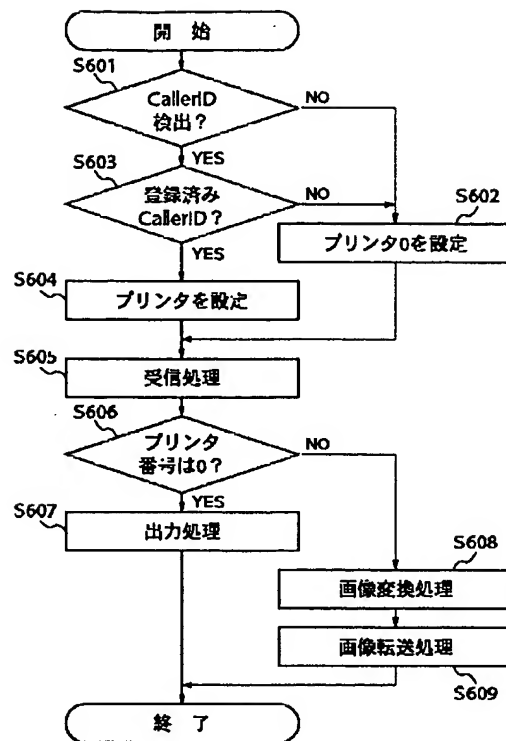 開 始
S601
CallerID
検出？
NO
YES
S603
登録済み
CallerID？
NO
YES
S602
プリンタ0を設定
S604
プリンタを設定
S605
受信処理
S606
プリンタ
番号は0？
NO
YES
S607
出力処理
S608
画像変換処理
画像転送処理
S609
終 了